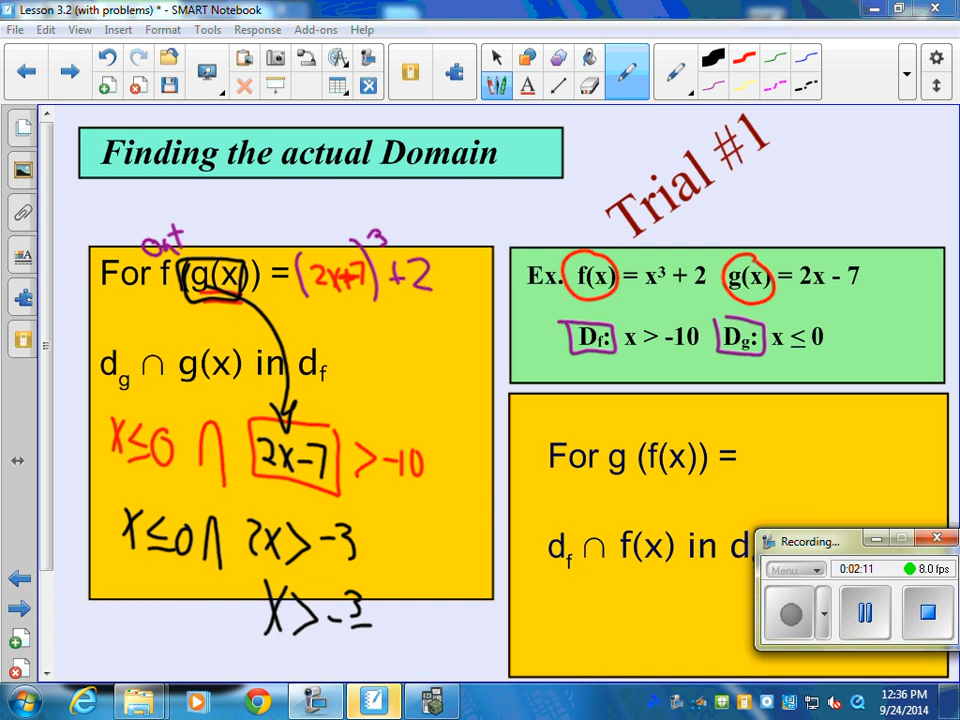 Lesson 3.2 (with problems) * - SMART Notebook
File Edit View Insert Format Tools Response Add-ons Help
Finding the actual Domain
Trial #1
out
For f (g(x)) = (2x+7)³ + 2
d_g ∩ g(x) in d_f
x ≤ 0 ∩ 2x-7 > -10
x ≤ 0 ∩ 2x > -3
x > -3
Ex. f(x) = x³ + 2 g(x) = 2x - 7
D_f: x > -10 D_g: x ≤ 0
For g (f(x)) =
d_f ∩ f(x) in d
Recording...
Menu 0:02:11 8.0 fps
12:36 PM
9/24/2014